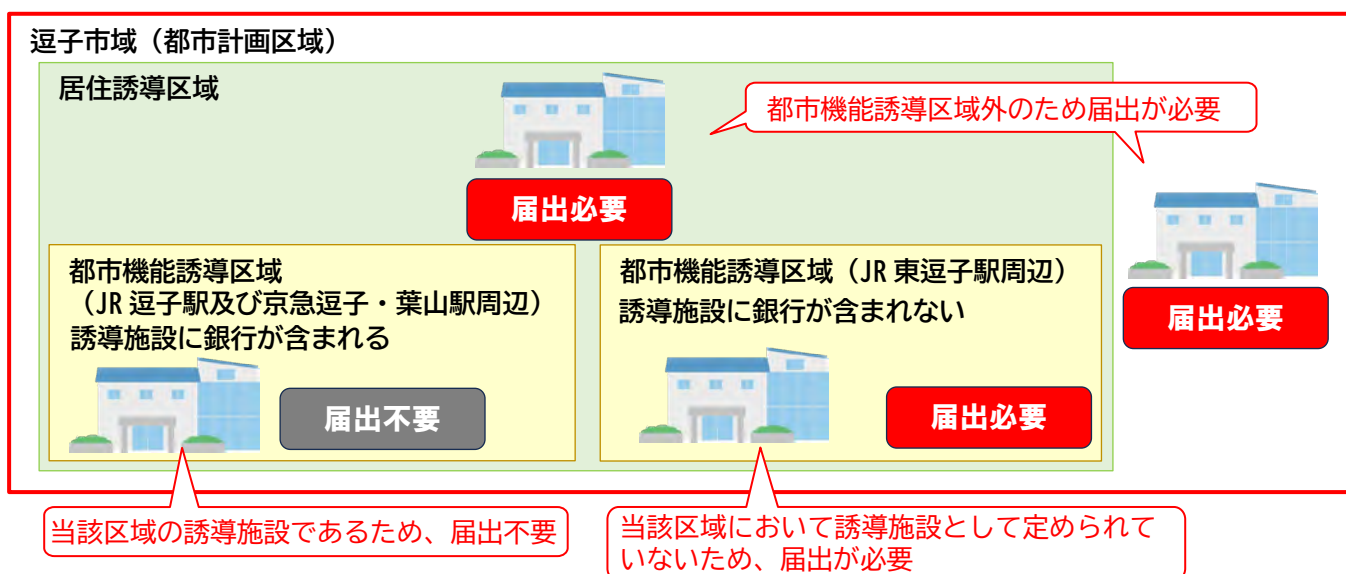 逗子市域（都市計画区域）
居住誘導区域
都市機能誘導区域外のため届出が必要
届出必要
届出必要
都市機能誘導区域
（JR 逗子駅及び京急逗子・葉山駅周辺）
誘導施設に銀行が含まれる
届出不要
都市機能誘導区域（JR 東逗子駅周辺）
誘導施設に銀行が含まれない
届出必要
当該区域の誘導施設であるため、届出不要
当該区域において誘導施設として定められて
いないため、届出が必要